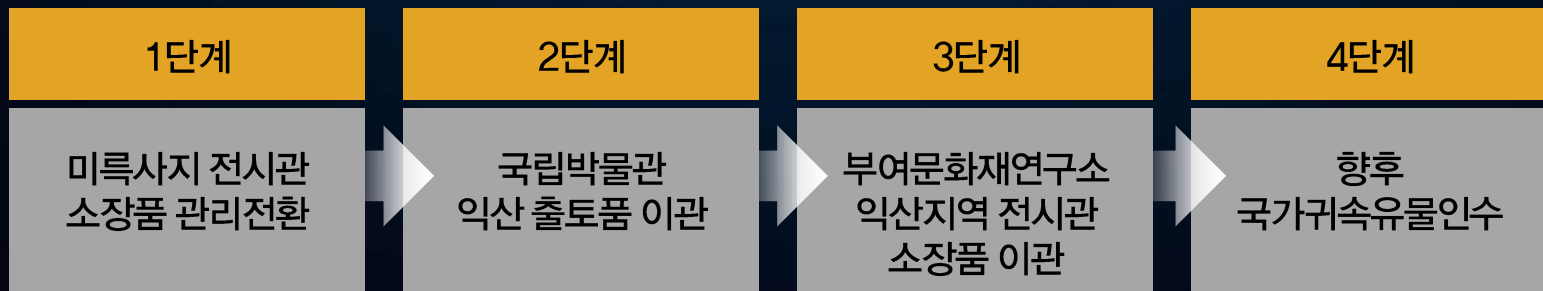 1단계
미륵사지 전시관
소장품 관리전환
2단계
국립박물관
익산 출토품 이관
3단계
부여문화재연구소
익산지역 전시관
소장품 이관
4단계
향후
국가귀속유물인수